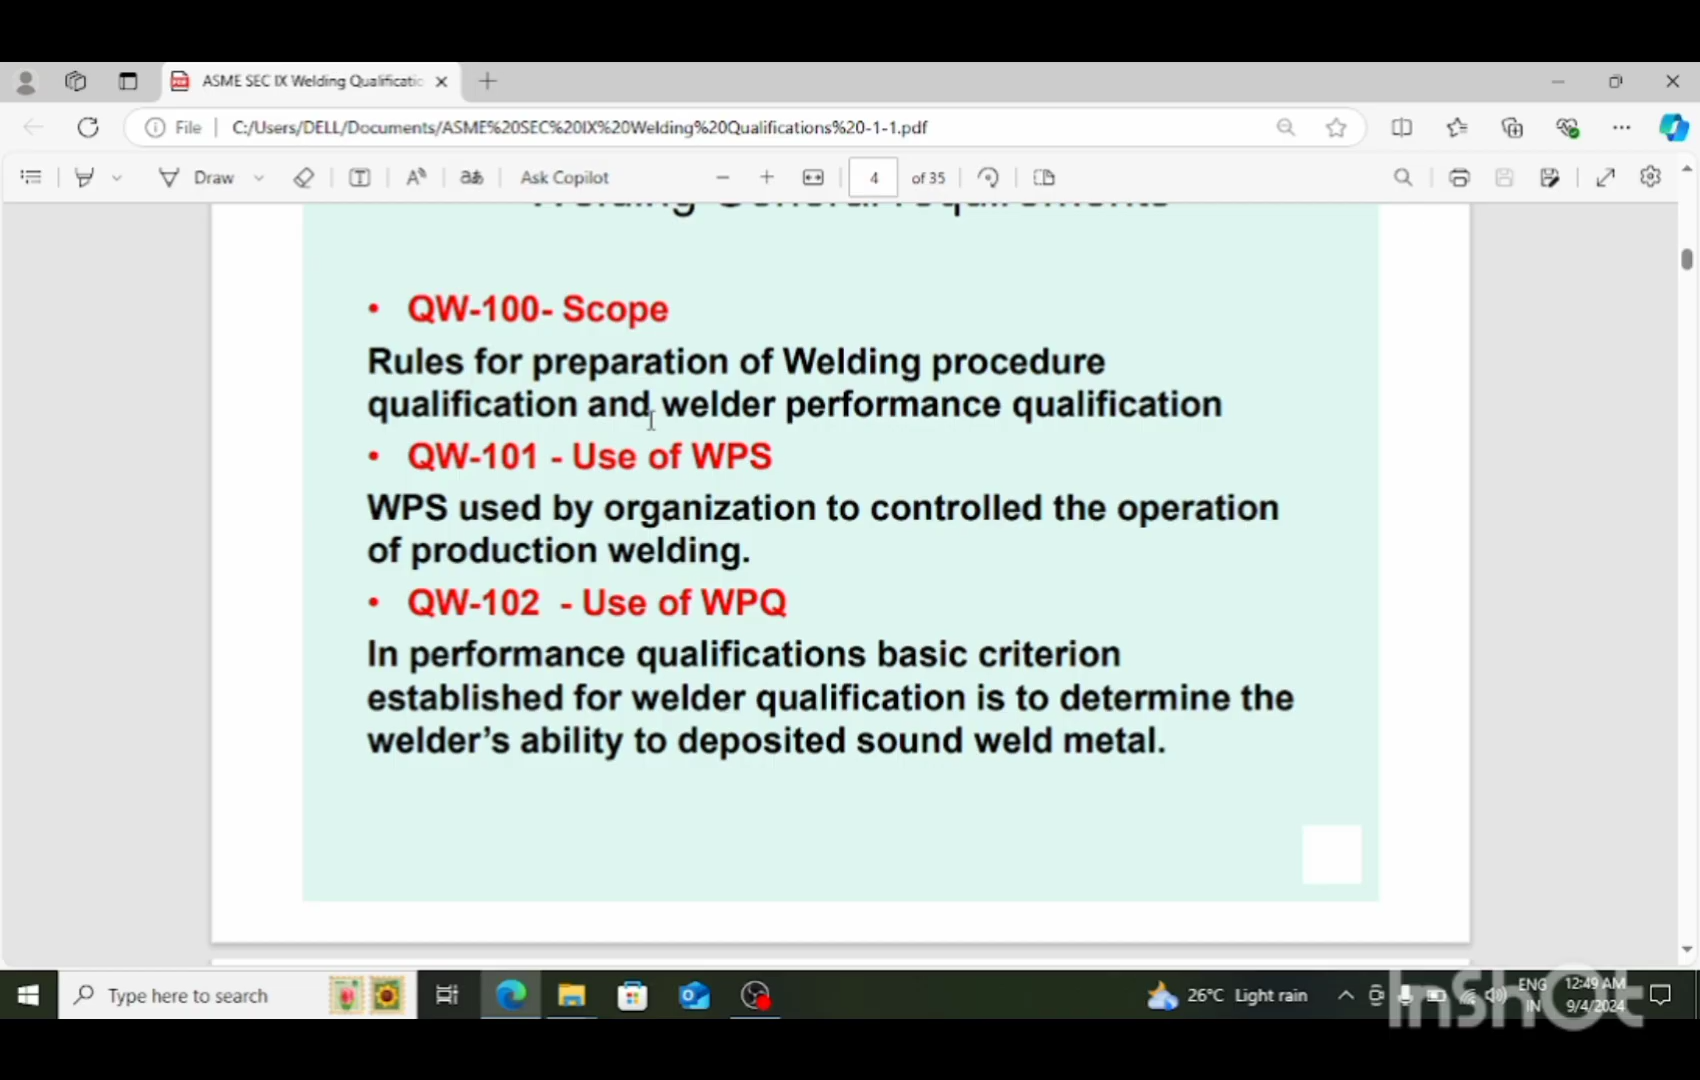 ASME SEC IX Welding Qualificatio
File
C:/Users/DELL/Documents/ASME%20SEC%20IX%20Welding%20Qualifications%20-1-1.pdf
Draw
Ask Copilot
4 of 35
Welding General requirements
• QW-100- Scope
Rules for preparation of Welding procedure
qualification and welder performance qualification
• QW-101 - Use of WPS
WPS used by organization to controlled the operation
of production welding.
• QW-102 - Use of WPQ
In performance qualifications basic criterion
established for welder qualification is to determine the
welder’s ability to deposited sound weld metal.
Type here to search
26°C Light rain
ENG
IN
12:49 AM
9/4/2024
InShOt